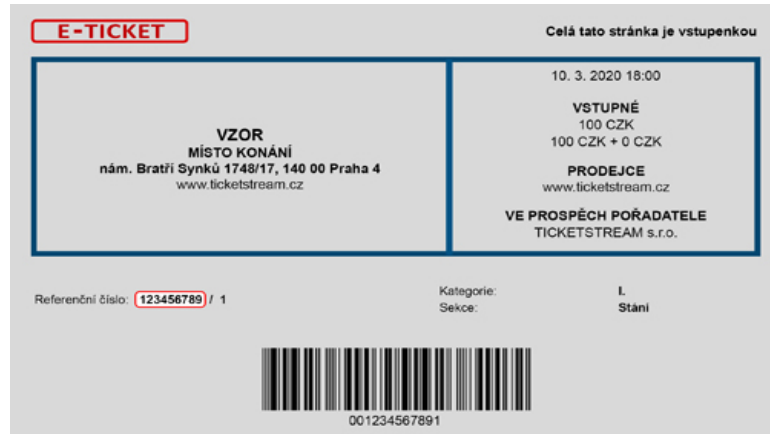 E-TICKET
Celá tato stránka je vstupenkou
VZOR
MÍSTO KONÁNÍ
nám. Bratří Synků 1748/17, 140 00 Praha 4
www.ticketstream.cz
10. 3. 2020 18:00
VSTUPNÉ
100 CZK
100 CZK + 0 CZK
PRODEJCE
www.ticketstream.cz
VE PROSPĚCH POŘADATELE
TICKETSTREAM s.r.o.
Referenční číslo: 123456789 / 1
Kategorie: I.
Sekce: Stání
001234567891